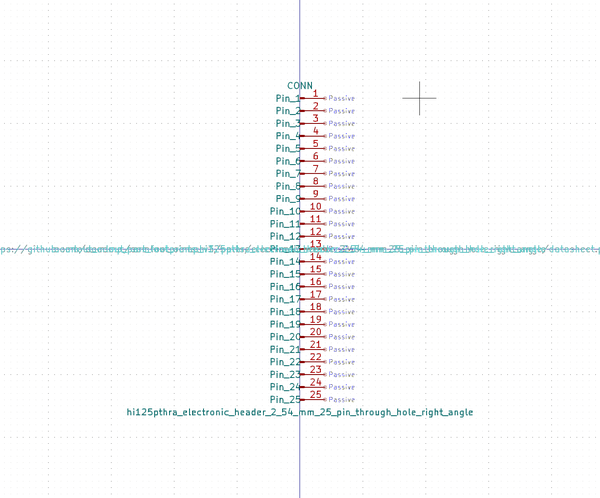 CONN
Pin_1 1 Passive
Pin_2 2 Passive
Pin_3 3 Passive
Pin_4 4 Passive
Pin_5 5 Passive
Pin_6 6 Passive
Pin_7 7 Passive
Pin_8 8 Passive
Pin_9 9 Passive
Pin_10 10 Passive
Pin_11 11 Passive
Pin_12 12 Passive
13
Pin_14 14 Passive
Pin_15 15 Passive
Pin_16 16 Passive
Pin_17 17 Passive
Pin_18 18 Passive
Pin_19 19 Passive
Pin_20 20 Passive
Pin_21 21 Passive
Pin_22 22 Passive
Pin_23 23 Passive
Pin_24 24 Passive
Pin_25 25 Passive
hi125pthra_electronic_header_2_54_mm_25_pin_through_hole_right_angle